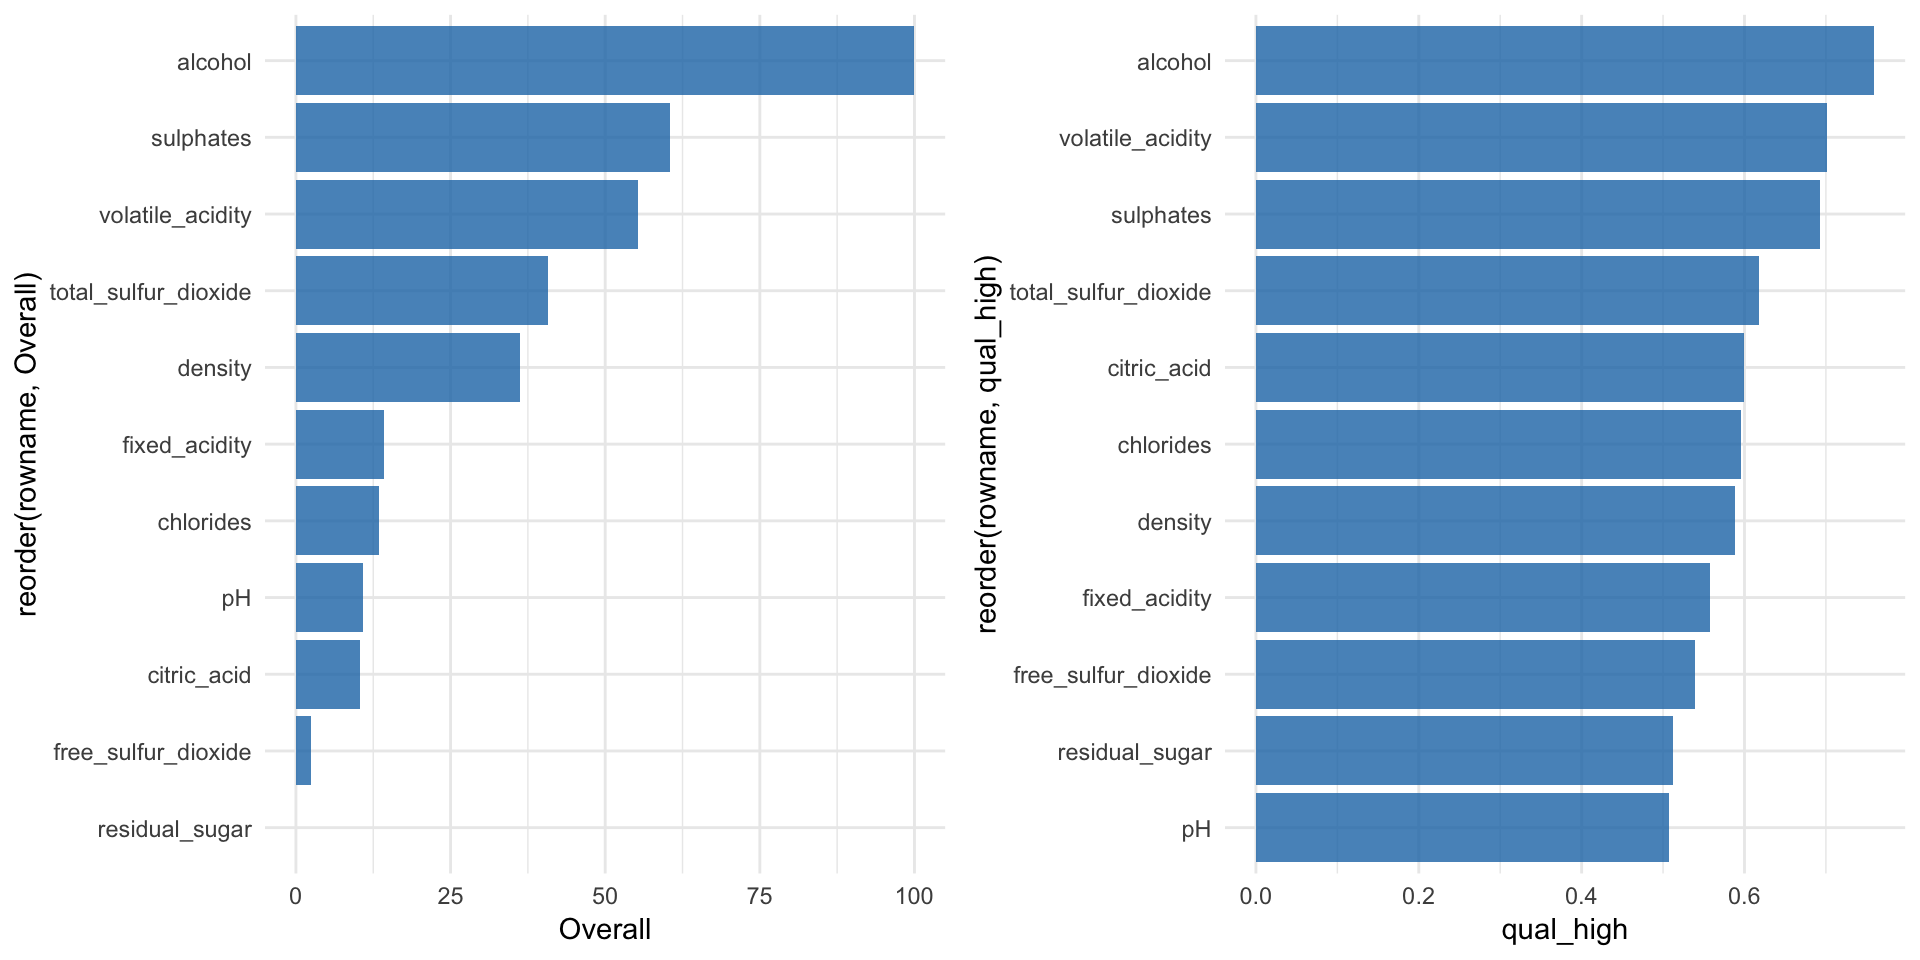 reorder(rowname, Overall)
alcohol
sulphates
volatile_acidity
total_sulfur_dioxide
density
fixed_acidity
chlorides
pH
citric_acid
free_sulfur_dioxide
residual_sugar
0 25 50 75 100
Overall
reorder(rowname, qual_high)
alcohol
volatile_acidity
sulphates
total_sulfur_dioxide
citric_acid
chlorides
density
fixed_acidity
free_sulfur_dioxide
residual_sugar
pH
0.0 0.2 0.4 0.6
qual_high